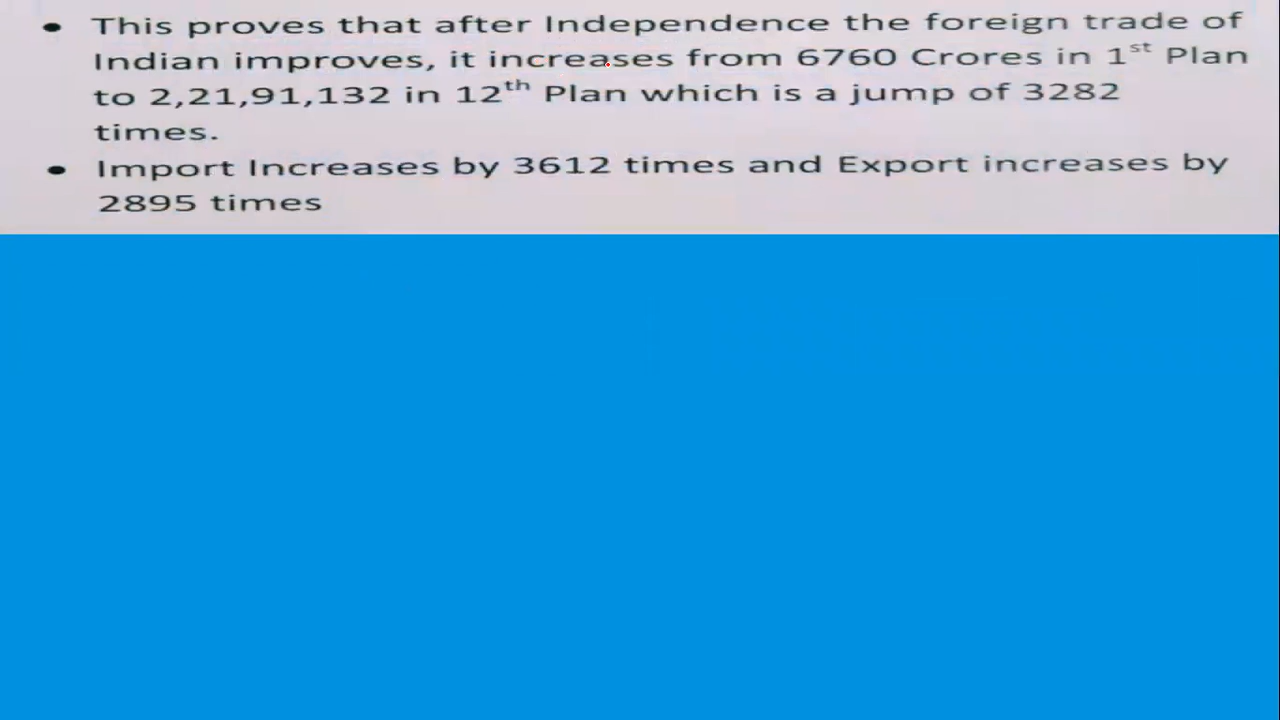 • This proves that after Independence the foreign trade of
Indian improves, it increases from 6760 Crores in 1st Plan
to 2,21,91,132 in 12th Plan which is a jump of 3282
times.
• Import Increases by 3612 times and Export increases by
2895 times